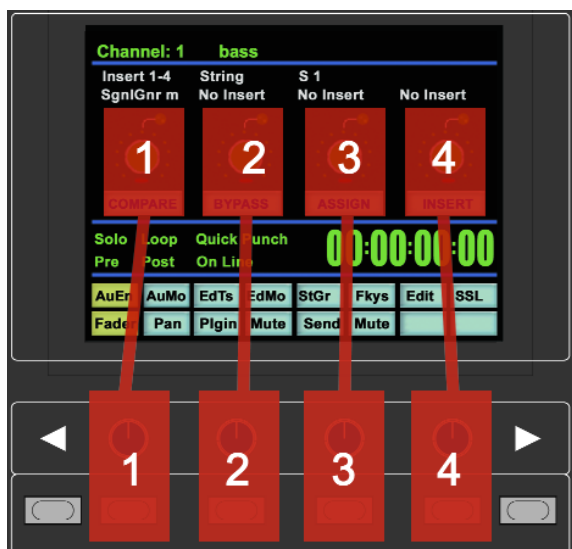 Channel: 1 bass
Insert 1-4 String S 1
SgnlGnr m No Insert No Insert No Insert
1 2 3 4
COMPARE BYPASS ASSIGN INSERT
Solo Loop Quick Punch 00:00:00:00
Pre Post On Line
AuEn AuMo EdTs EdMo StGr Fkys Edit SSL
Fader Pan Plgin Mute Send Mute
1 2 3 4